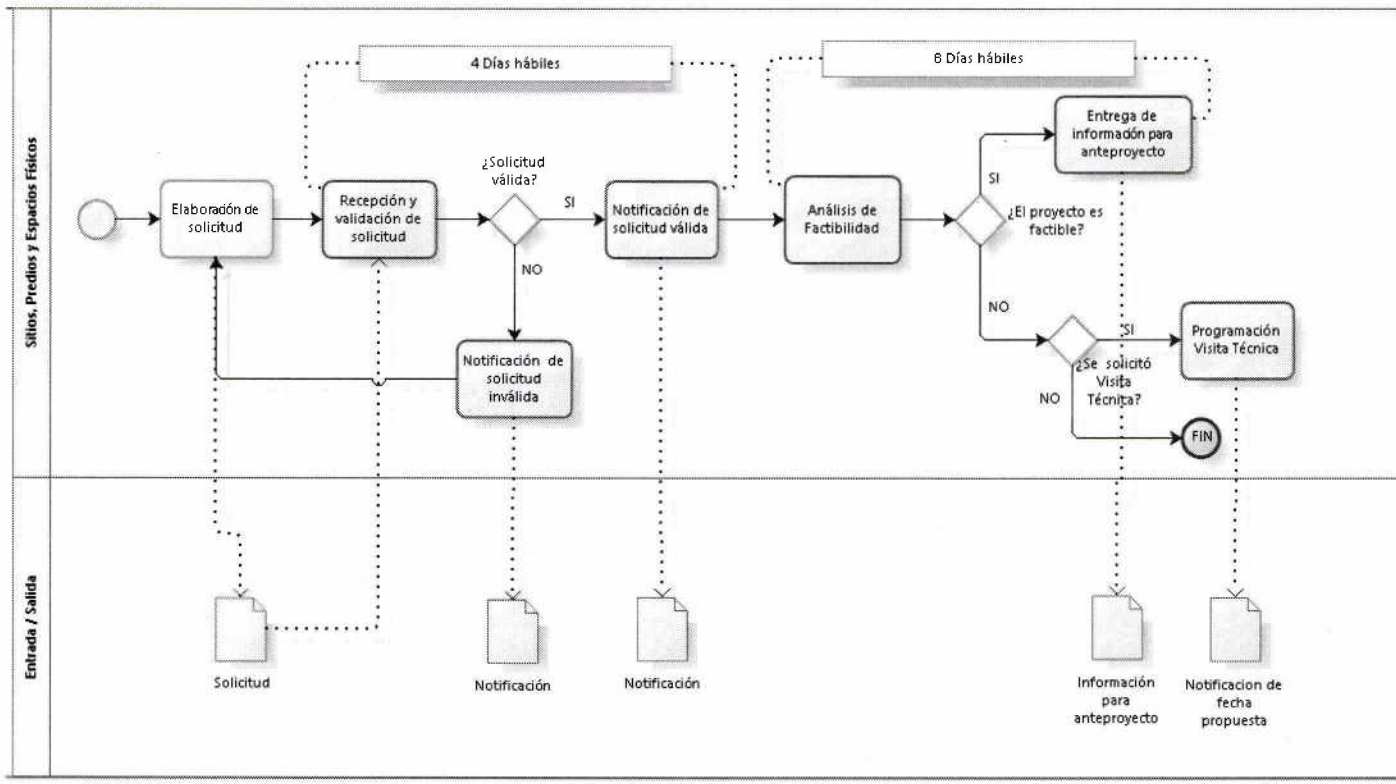 Sitios, Predios y Espacios Físicos
4 Días hábiles
6 Días hábiles
Elaboración de
solicitud
Recepción y
validación de
solicitud
¿Solicitud
válida?
SI
NO
Notificación de
solicitud válida
Análisis de
Factibilidad
SI
¿El proyecto es
factible?
NO
Entrega de
información para
anteproyecto
Notificación de
solicitud
inválida
SI
¿Se solicitó
Visita
Técnica?
NO
Programación
Visita Técnica
FIN
Entrada / Salida
Solicitud
Notificación
Notificación
Información
para
anteproyecto
Notificacion de
fecha
propuesta